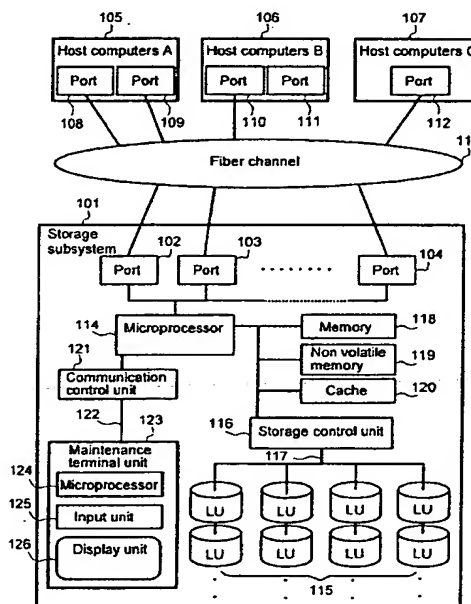 105
106
107
Host computers A
Host computers B
Host computers
Port
Port
Port
Port
Port
108
109
110
111
112
11
Fiber channel
101
Storage subsystem
102
103
104
Port
Port
Port
114
Microprocessor
Memory
118
121
Non volatile memory
119
Communication control unit
Cache
120
122
123
116
Storage control unit
117
Maintenance terminal unit
124
Microprocessor
LU
LU
LU
LU
125
Input unit
126
Display unit
LU
LU
LU
LU
115